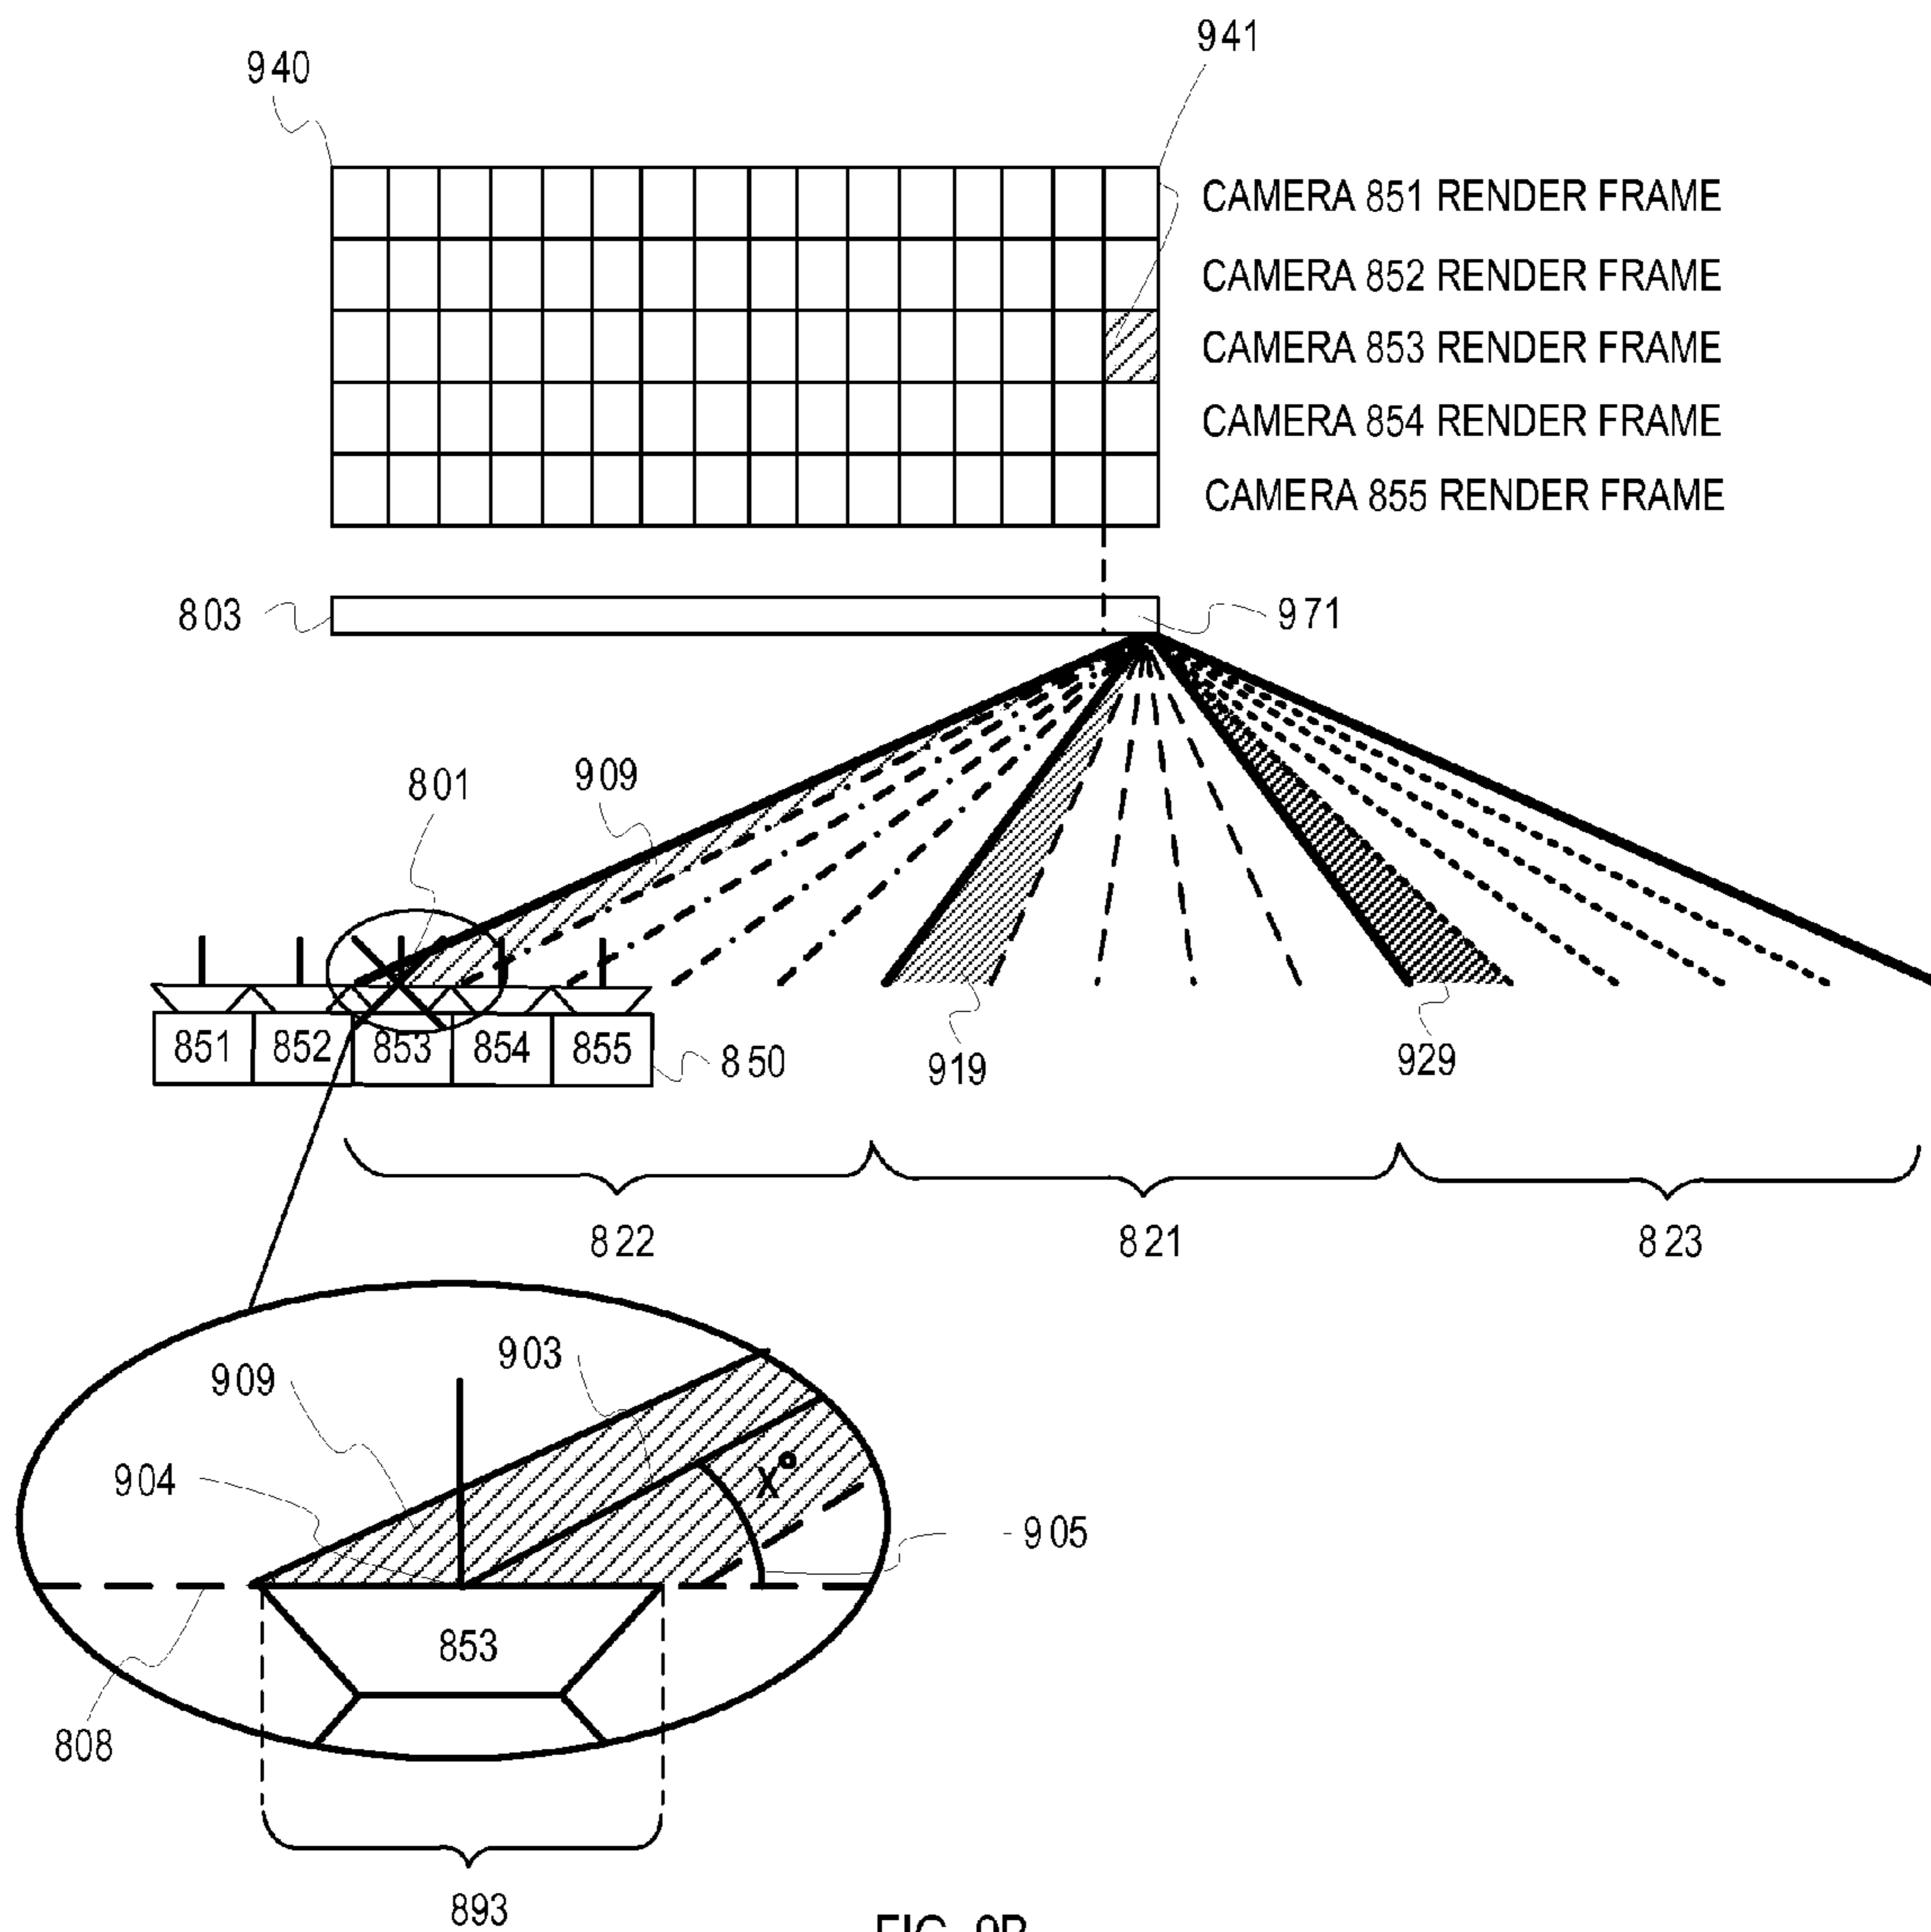 941
940
CAMERA 851 RENDER FRAME
CAMERA 852 RENDER FRAME
CAMERA 853 RENDER FRAME
CAMERA 854 RENDER FRAME
CAMERA 855 RENDER FRAME
803
971
801
909
851 852 853 854 855
850
919
929
822
821
823
903
909
X°
904
905
853
808
893